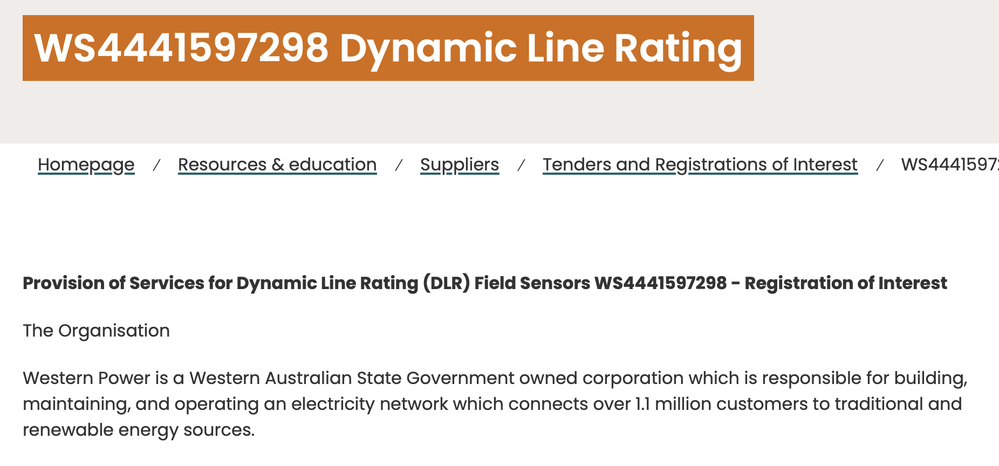 WS4441597298 Dynamic Line Rating
Homepage / Resources & education / Suppliers / Tenders and Registrations of Interest / WS4441597
Provision of Services for Dynamic Line Rating (DLR) Field Sensors WS4441597298 - Registration of Interest
The Organisation
Western Power is a Western Australian State Government owned corporation which is responsible for building,
maintaining, and operating an electricity network which connects over 1.1 million customers to traditional and
renewable energy sources.